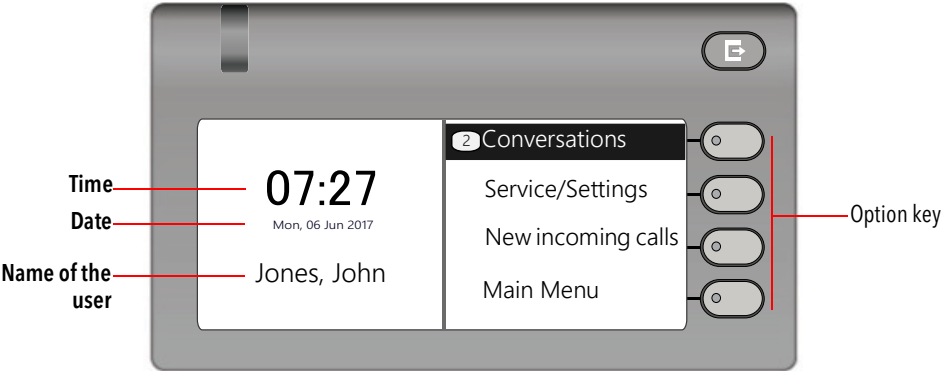 2 Conversations
Time
07:27
Service/Settings
Date
Mon, 06 Jun 2017
Option key
New incoming calls
Name of the
user
Jones, John
Main Menu